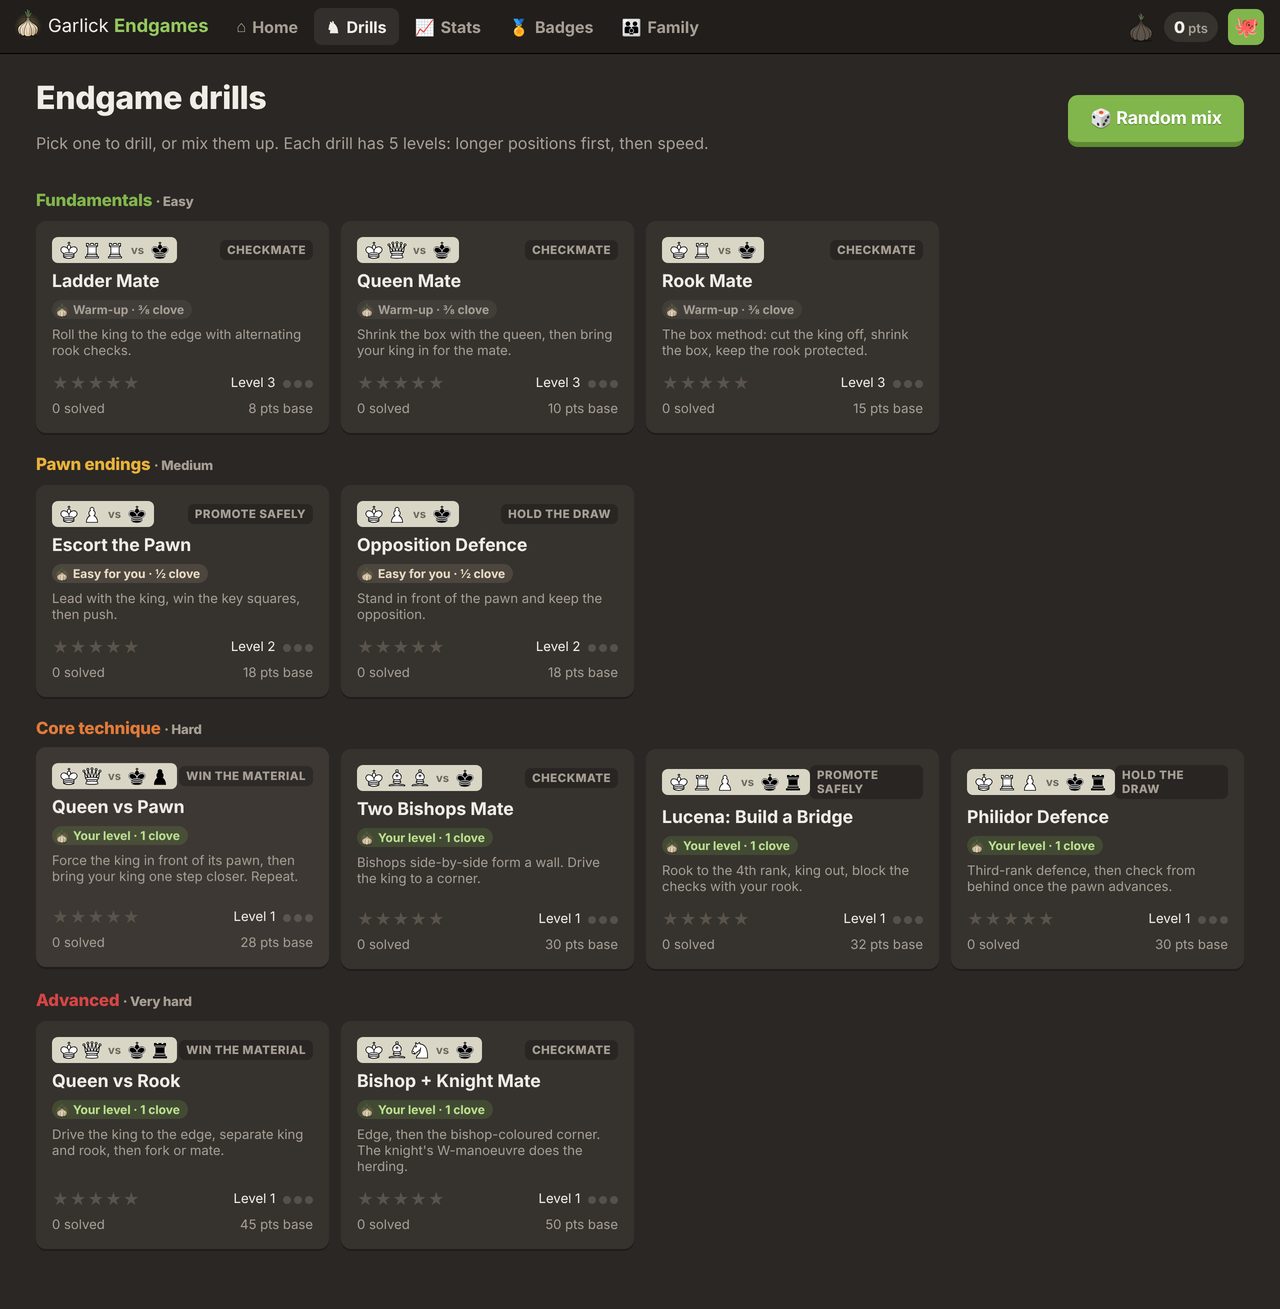 Garlick Endgames
Home
Drills
Stats
Badges
Family
0 pts
Endgame drills
Random mix
Pick one to drill, or mix them up. Each drill has 5 levels: longer positions first, then speed.
Fundamentals · Easy
vs
CHECKMATE
Ladder Mate
Warm-up · ⅜ clove
Roll the king to the edge with alternating
rook checks.
Level 3
0 solved
8 pts base
vs
CHECKMATE
Queen Mate
Warm-up · ⅜ clove
Shrink the box with the queen, then bring
your king in for the mate.
Level 3
0 solved
10 pts base
vs
CHECKMATE
Rook Mate
Warm-up · ⅜ clove
The box method: cut the king off, shrink
the box, keep the rook protected.
Level 3
0 solved
15 pts base
Pawn endings · Medium
vs
PROMOTE SAFELY
Escort the Pawn
Easy for you · ½ clove
Lead with the king, win the key squares,
then push.
Level 2
0 solved
18 pts base
vs
HOLD THE DRAW
Opposition Defence
Easy for you · ½ clove
Stand in front of the pawn and keep the
opposition.
Level 2
0 solved
18 pts base
Core technique · Hard
vs
WIN THE MATERIAL
Queen vs Pawn
Your level · 1 clove
Force the king in front of its pawn, then
bring your king one step closer. Repeat.
Level 1
0 solved
28 pts base
vs
CHECKMATE
Two Bishops Mate
Your level · 1 clove
Bishops side-by-side form a wall. Drive
the king to a corner.
Level 1
0 solved
30 pts base
vs
PROMOTE
SAFELY
Lucena: Build a Bridge
Your level · 1 clove
Rook to the 4th rank, king out, block the
checks with your rook.
Level 1
0 solved
32 pts base
vs
HOLD THE
DRAW
Philidor Defence
Your level · 1 clove
Third-rank defence, then check from
behind once the pawn advances.
Level 1
0 solved
30 pts base
Advanced · Very hard
vs
WIN THE MATERIAL
Queen vs Rook
Your level · 1 clove
Drive the king to the edge, separate king
and rook, then fork or mate.
Level 1
0 solved
45 pts base
vs
CHECKMATE
Bishop + Knight Mate
Your level · 1 clove
Edge, then the bishop-coloured corner.
The knight's W-manoeuvre does the
herding.
Level 1
0 solved
50 pts base